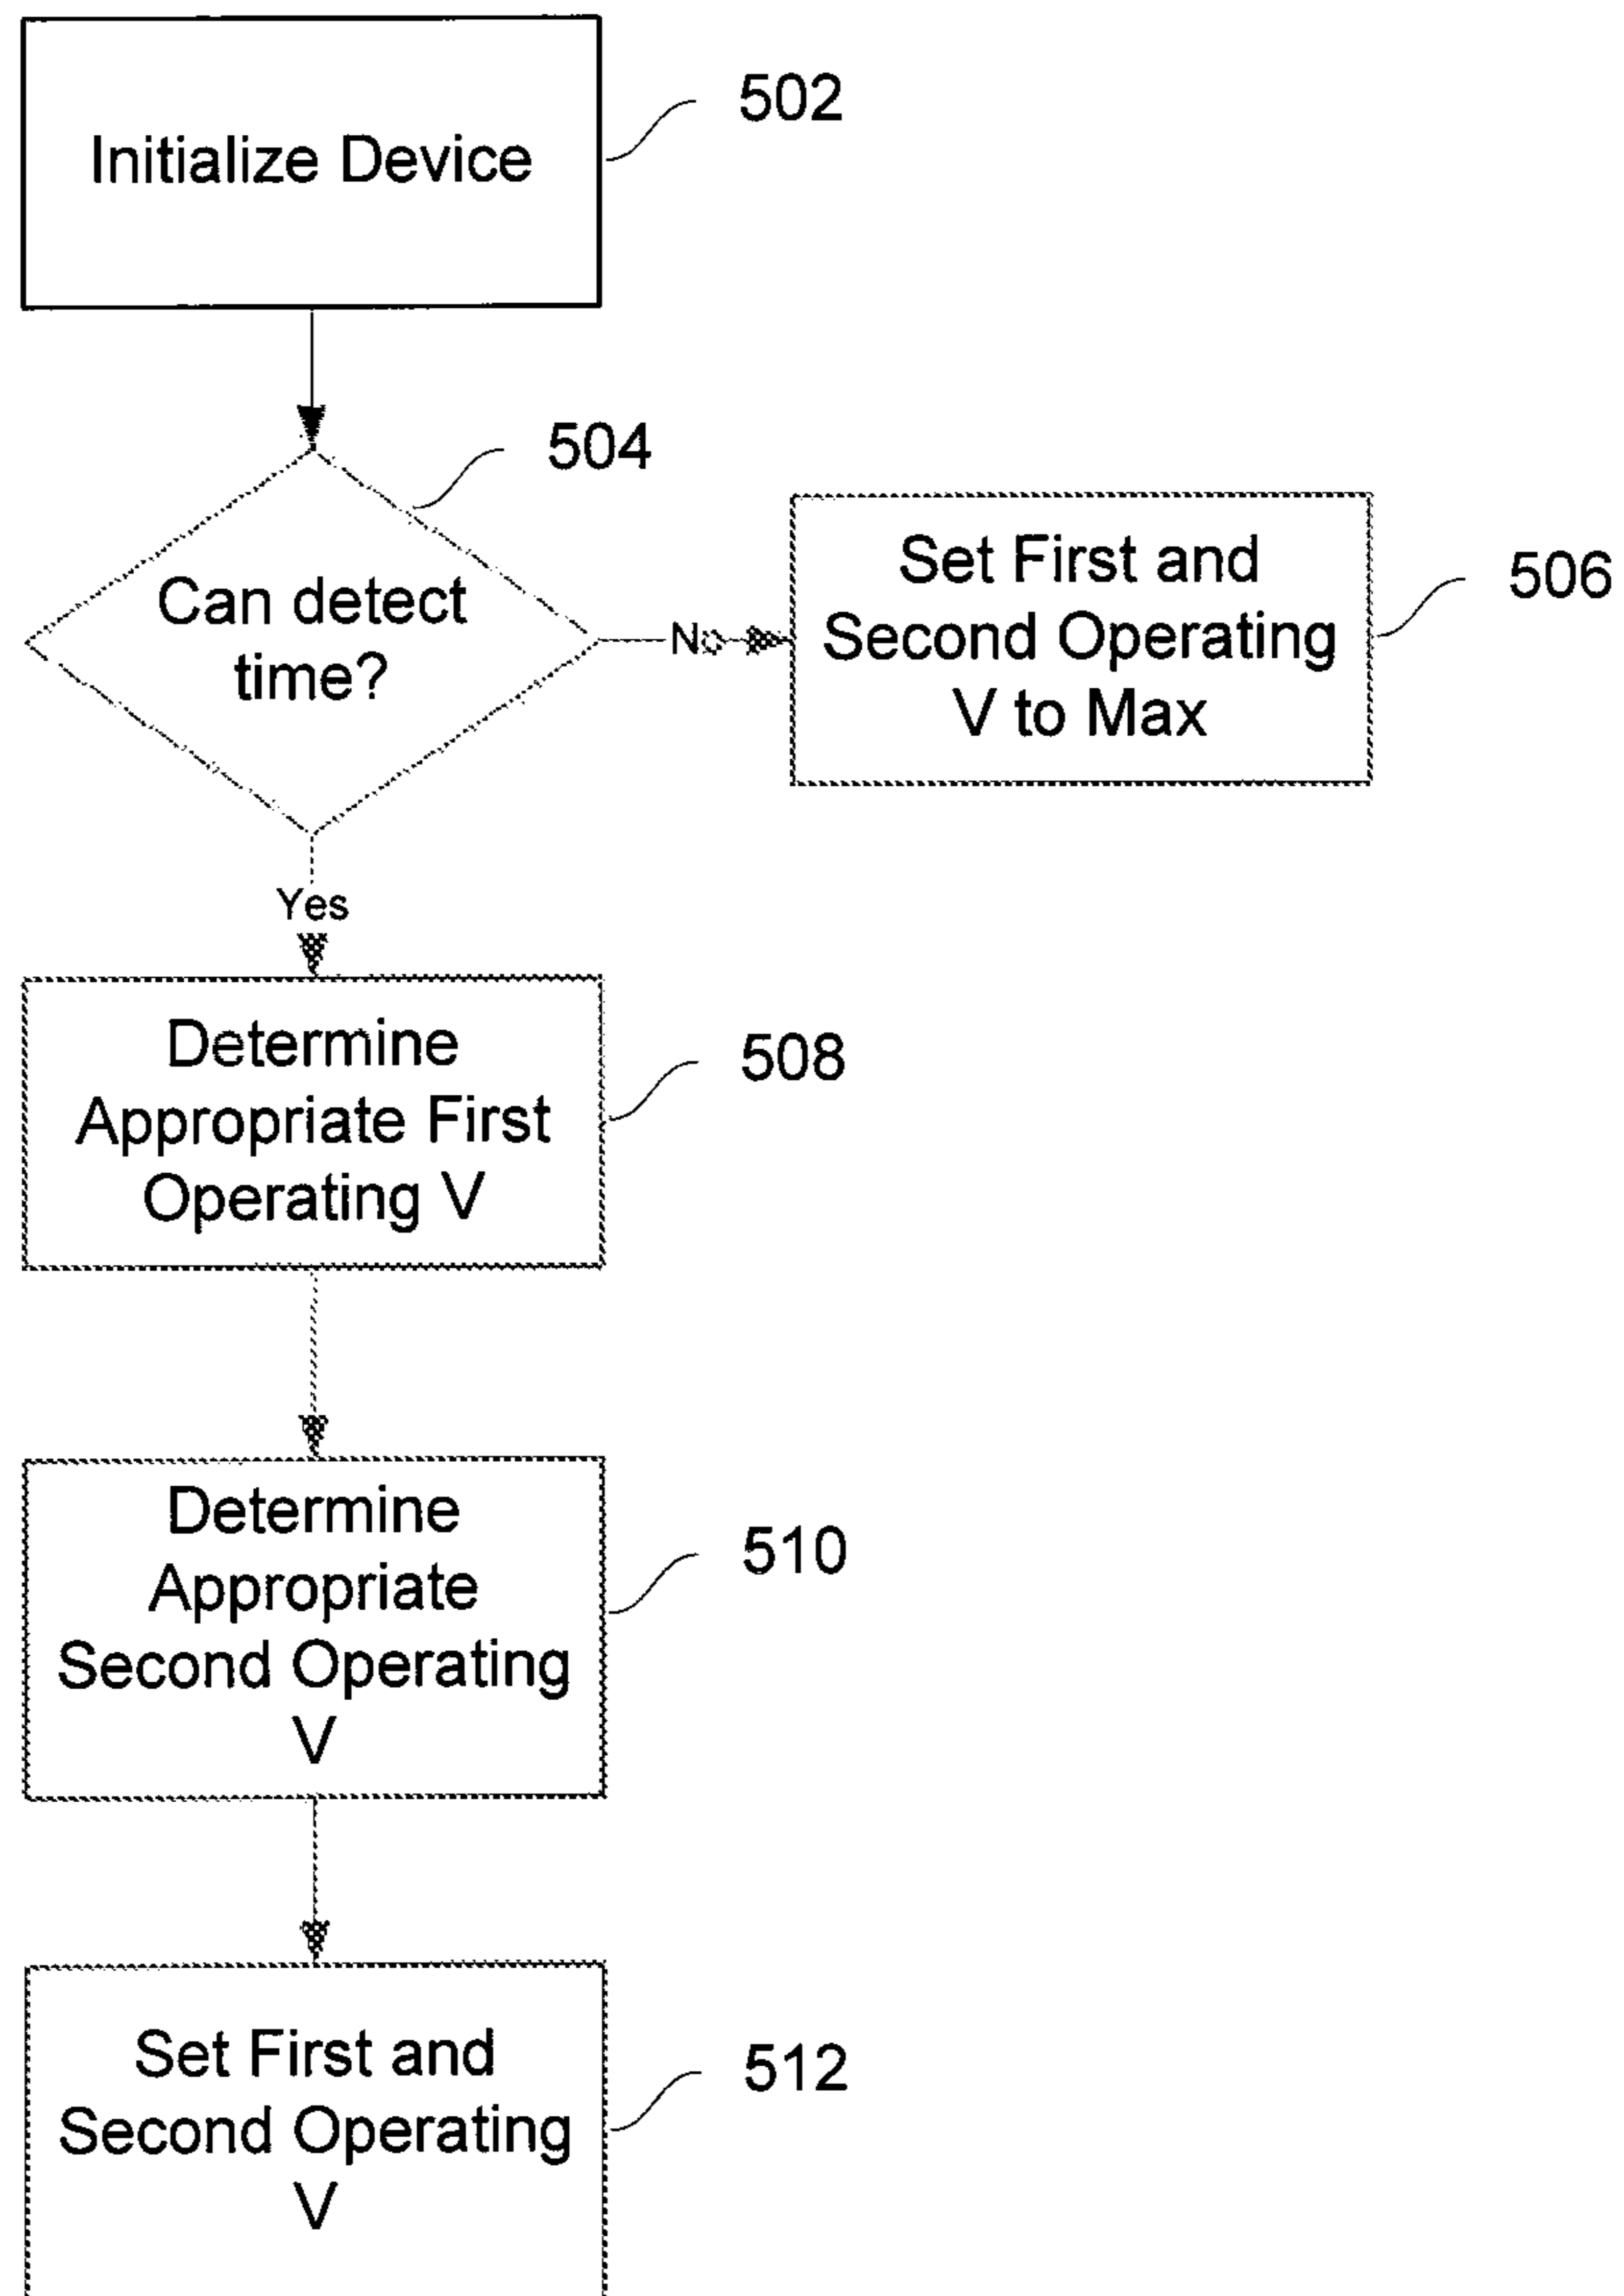 Initialize Device
502
504
Can detect
time?
No
Set First and
Second Operating
V to Max
506
Yes
Determine
Appropriate First
Operating V
508
Determine
Appropriate
Second Operating
V
510
Set First and
Second Operating
V
512